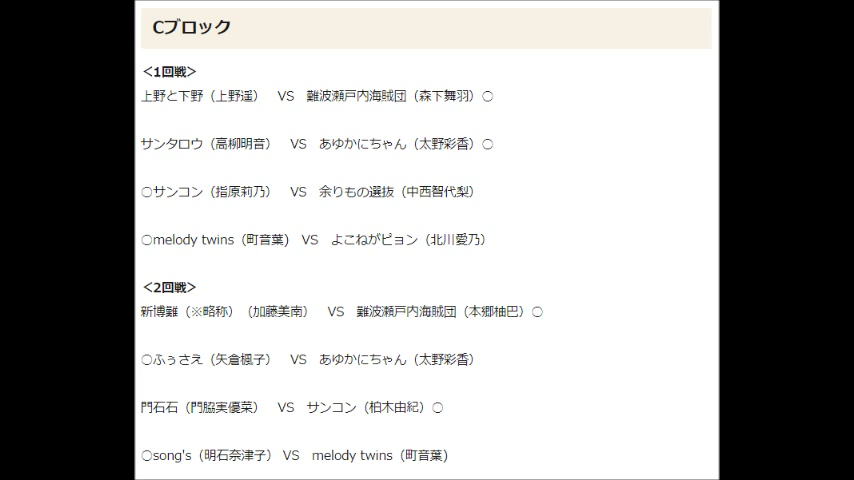 Cブロック
＜1回戦＞
上野と下野（上野遥）　VS　難波瀬戸内海賊団（森下舞羽）○
サンタロウ（高柳明音）　VS　あゆかにちゃん（太野彩香）○
○サンコン（指原莉乃）　VS　余りもの選抜（中西智代梨）
○melody twins（町音葉)　VS　よこねがピョン（北川愛乃）
＜2回戦＞
新博難（※略称）（加藤美南）　VS　難波瀬戸内海賊団（本郷柚巴）○
○ふぅさえ（矢倉楓子）　VS　あゆかにちゃん（太野彩香）
門石石（門脇実優菜）　VS　サンコン（柏木由紀）○
○song's（明石奈津子） VS　melody twins（町音葉)